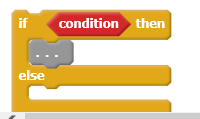 if condition then
...
else